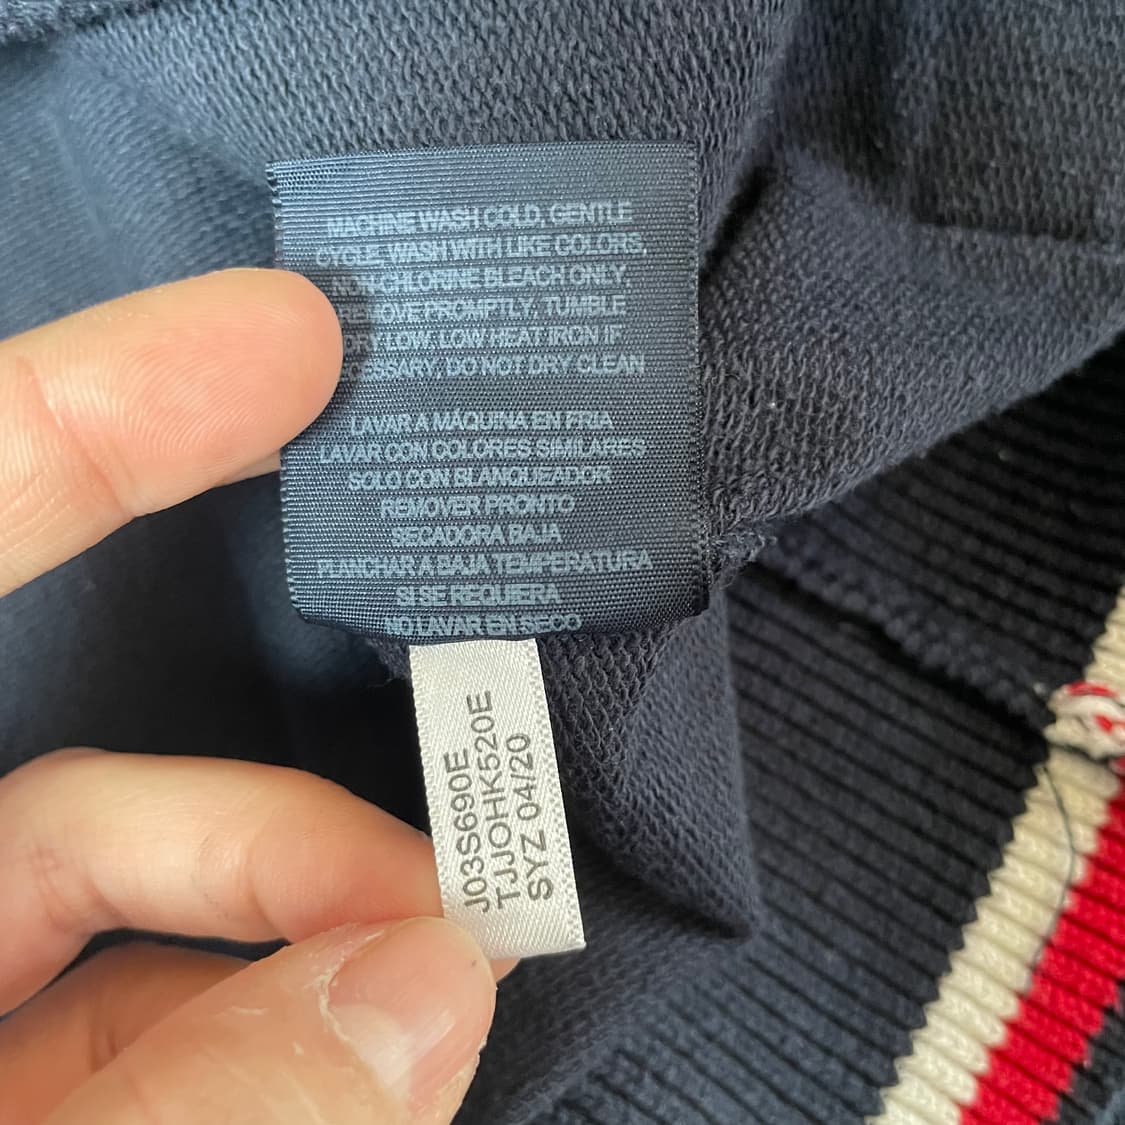 MACHINE WASH COLD, GENTLE
CYCLE, WASH WITH LIKE COLORS,
CHLORINE BLEACH ONLY
REMOVE PROMPTLY, TUMBLE
DRY LOW, LOW HEAT IRON IF
DO NOT DRY CLEAN
LAVAR A MÁQUINA EN FRIA
LAVAR CON COLORES SIMILARES
SOLO CON BLANQUEADOR
REMOVER PRONTO
SECADORA BAJA
PLANCHAR A BAJA TEMPERATURA
SI SE REQUIERA
NO LAVAR EN SECO
J03S690E
TJJOHK520E
SYZ 04/20